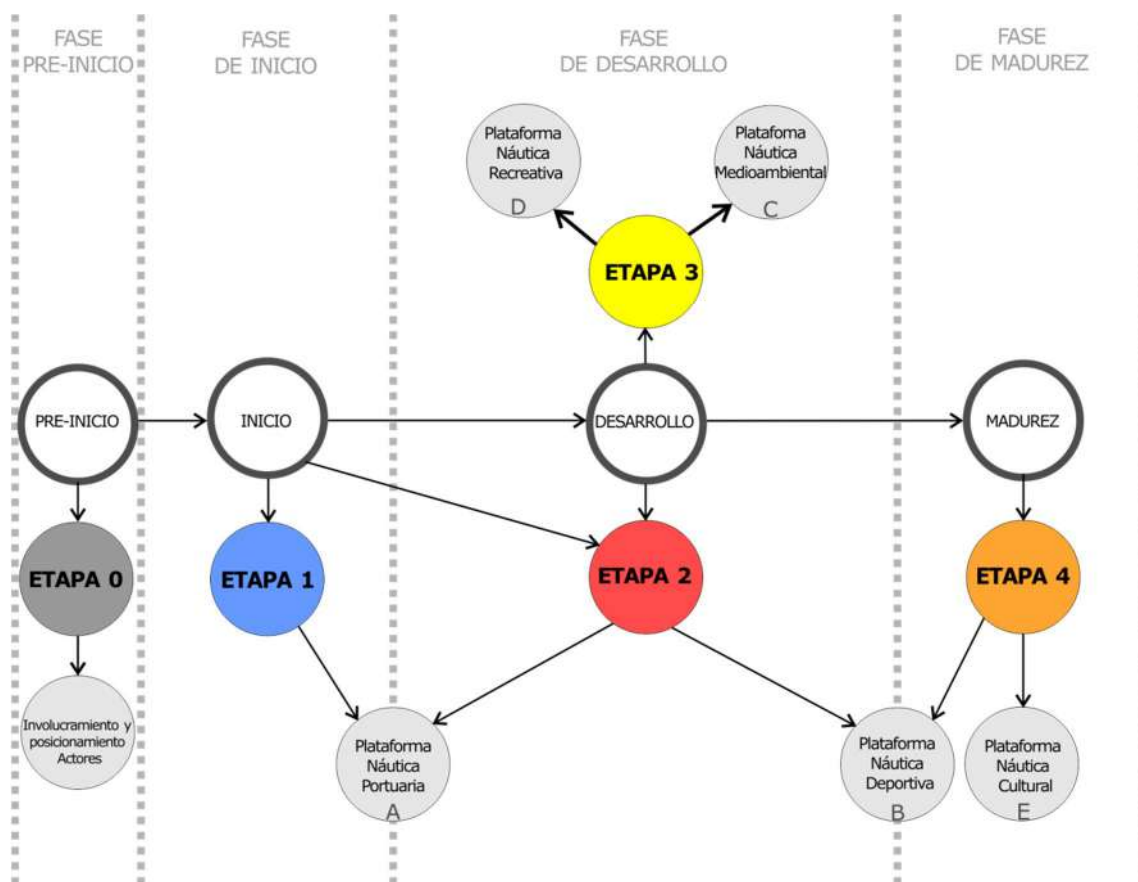 FASE
PRE-INICIO
FASE
DE INICIO
FASE
DE DESARROLLO
FASE
DE MADUREZ
Plataforma
Náutica
Recreativa
D
Platafoma
Náutica
Medioambiental
C
ETAPA 3
PRE-INICIO
INICIO
DESARROLLO
MADUREZ
ETAPA 0
ETAPA 1
ETAPA 2
ETAPA 4
Involucramiento y
posicionamiento
Actores
Plataforma
Náutica
Portuaria
A
Plataforma
Náutica
Deportiva
B
Plataforma
Náutica
Cultural
E